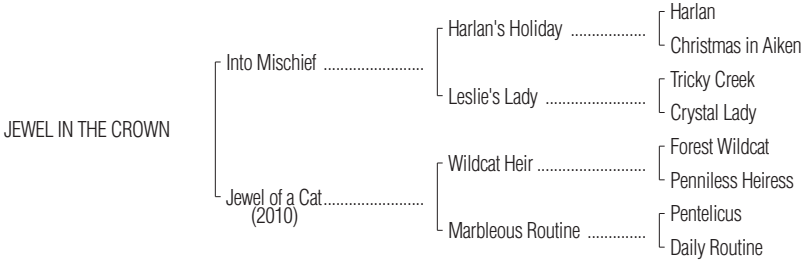 Harlan
Harlan's Holiday ....................
Christmas in Aiken
Into Mischief ..........................
Tricky Creek
Leslie's Lady ..........................
Crystal Lady
JEWEL IN THE CROWN
Forest Wildcat
Wildcat Heir ............................
Penniless Heiress
Jewel of a Cat..........................
(2010)
Pentelicus
Marbleous Routine ...............
Daily Routine